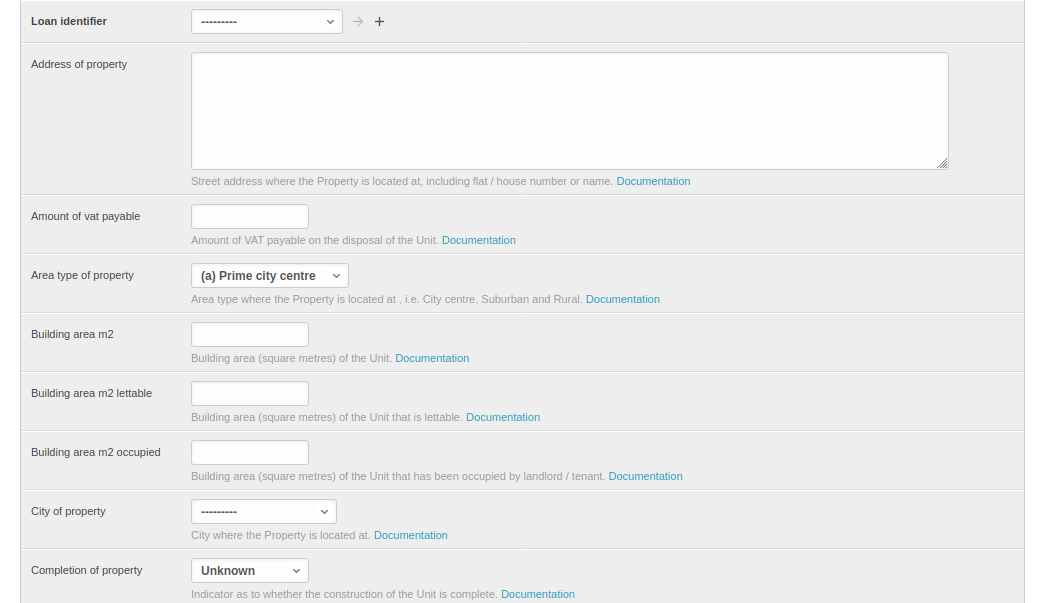 Loan identifier
---------
Address of property
Street address where the Property is located at, including flat / house number or name. Documentation
Amount of vat payable
Amount of VAT payable on the disposal of the Unit. Documentation
Area type of property
(a) Prime city centre
Area type where the Property is located at , i.e. City centre, Suburban and Rural. Documentation
Building area m2
Building area (square metres) of the Unit. Documentation
Building area m2 lettable
Building area (square metres) of the Unit that is lettable. Documentation
Building area m2 occupied
Building area (square metres) of the Unit that has been occupied by landlord / tenant. Documentation
City of property
---------
City where the Property is located at. Documentation
Completion of property
Unknown
Indicator as to whether the construction of the Unit is complete. Documentation